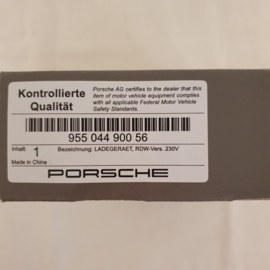 Kontrollierte
Qualität
Porsche AG certifies to the dealer that this
item of motor vehicle equipment complies
with all applicable Federal Motor Vehicle
Safety Standards.
955 044 900 56
Inhalt: 1 Bezeichnung: LADEGERAET, RDW-Vers. 230V
Made in China
PORSCHE